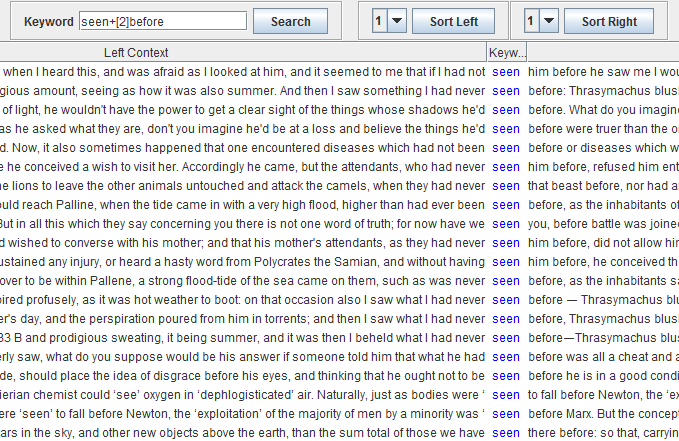 Keyword seen+[2]before Search 1 Sort Left 1 Sort Right
Left Context Keyw...
when I heard this, and was afraid as I looked at him, and it seemed to me that if I had not seen him before he saw me I wou
gious amount, seeing as how it was also summer. And then I saw something I had never seen before: Thrasymachus blus
of light, he wouldn't have the power to get a clear sight of the things whose shadows he'd seen before. What do you imagin
as he asked what they are, don't you imagine he'd be at a loss and believe the things he'd seen before were truer than the o
d. Now, it also sometimes happened that one encountered diseases which had not been seen before or diseases which w
e he conceived a wish to visit her. Accordingly he came, but the attendants, who had never seen him before, refused him ent
he lions to leave the other animals untouched and attack the camels, when they had never seen that beast before, nor had a
ould reach Palline, when the tide came in with a very high flood, higher than had ever been seen before, as the inhabitants of
But in all this which they say concerning you there is not one word of truth; for now have we seen you, before battle was joine
d wished to converse with his mother; and that his mother's attendants, as they had never seen him before, did not allow him
ustained any injury, or heard a hasty word from Polycrates the Samian, and without having seen him before, he conceived th
over to be within Pallene, a strong flood-tide of the sea came on them, such as was never seen before, as the inhabitants sa
pired profusely, as it was hot weather to boot: on that occasion also I saw what I had never seen before — Thrasymachus blus
er's day, and the perspiration poured from him in torrents; and then I saw what I had never seen before, Thrasymachus blus
33 B and prodigious sweating, it being summer, and it was then I beheld what I had never seen before—Thrasymachus blus
erly saw, what do you suppose would be his answer if someone told him that what he had seen before was all a cheat and a
de, should place the idea of disgrace before his eyes, and thinking that he ought not to be seen before he is in a good condi
ierian chemist could ‘see’ oxygen in ‘dephlogisticated’ air. Naturally, just as bodies were ‘ seen to fall before Newton, the ‘ex
ere ‘seen’ to fall before Newton, the ‘exploitation’ of the majority of men by a minority was ‘ seen before Marx. But the concep
ars in the sky, and other new objects above the earth, than the sum total of those we have seen there before: so that, carryin